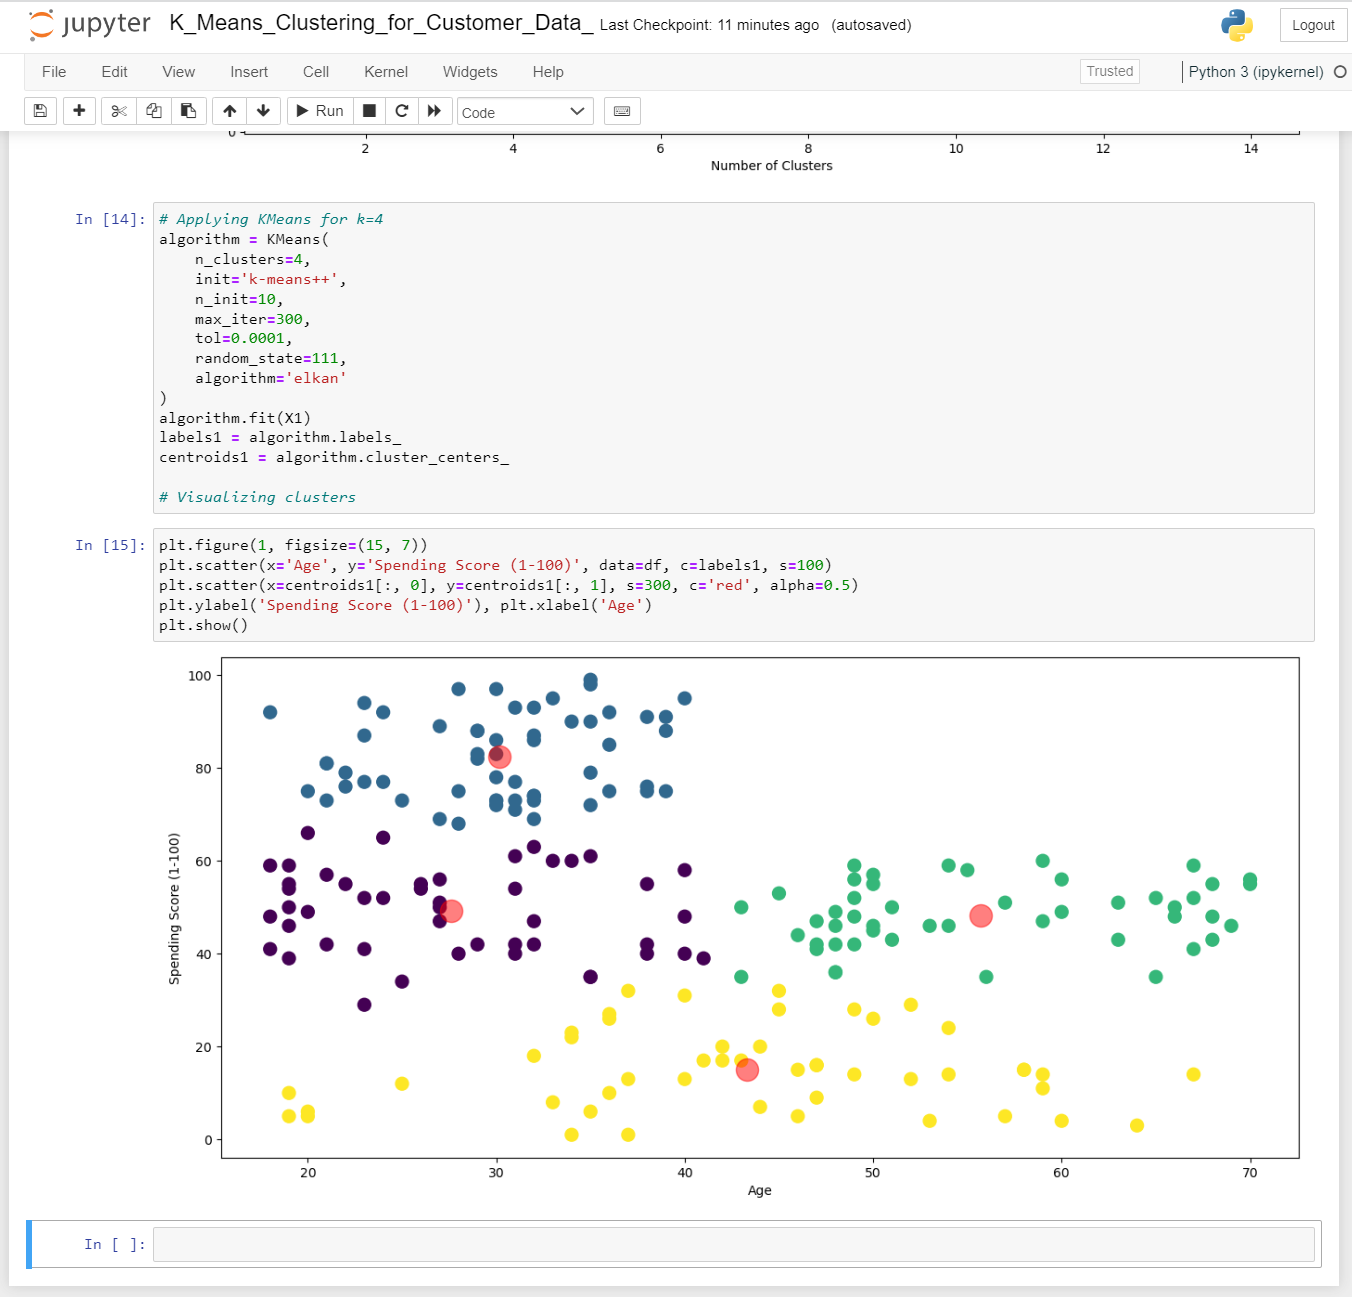 jupyter K_Means_Clustering_for_Customer_Data_ Last Checkpoint: 11 minutes ago (autosaved) Logout
File Edit View Insert Cell Kernel Widgets Help Trusted Python 3 (ipykernel)
Run Code
0
2 4 6 8 10 12 14
Number of Clusters
In [14]: # Applying KMeans for k=4
algorithm = KMeans(
    n_clusters=4,
    init='k-means++',
    n_init=10,
    max_iter=300,
    tol=0.0001,
    random_state=111,
    algorithm='elkan'
)
algorithm.fit(X1)
labels1 = algorithm.labels_
centroids1 = algorithm.cluster_centers_
# Visualizing clusters
In [15]: plt.figure(1, figsize=(15, 7))
plt.scatter(x='Age', y='Spending Score (1-100)', data=df, c=labels1, s=100)
plt.scatter(x=centroids1[:, 0], y=centroids1[:, 1], s=300, c='red', alpha=0.5)
plt.ylabel('Spending Score (1-100)'), plt.xlabel('Age')
plt.show()
100
80
60
40
20
0
Spending Score (1-100)
20 30 40 50 60 70
Age
In [ ]: